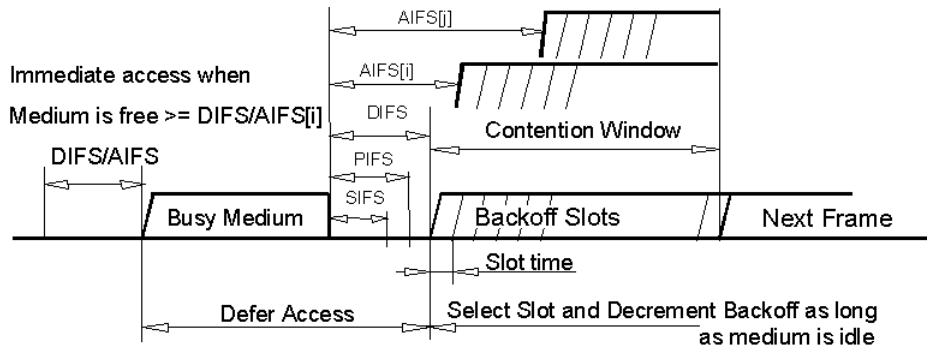 AIFS[j]
Immediate access when
AIFS[i]
Medium is free >= DIFS/AIFS[i]
DIFS
Contention Window
DIFS/AIFS
PIFS
SIFS
Busy Medium
Backoff Slots
Next Frame
Slot time
Defer Access
Select Slot and Decrement Backoff as long
as medium is idle